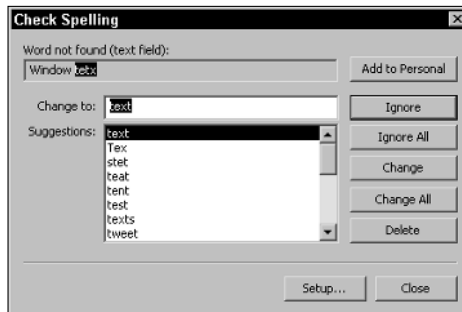 Check Spelling
Word not found (text field):
Window tetx
Add to Personal
Change to: text
Ignore
Suggestions:
text
Tex
stet
teat
tent
test
texts
tweet
Ignore All
Change
Change All
Delete
Setup...
Close